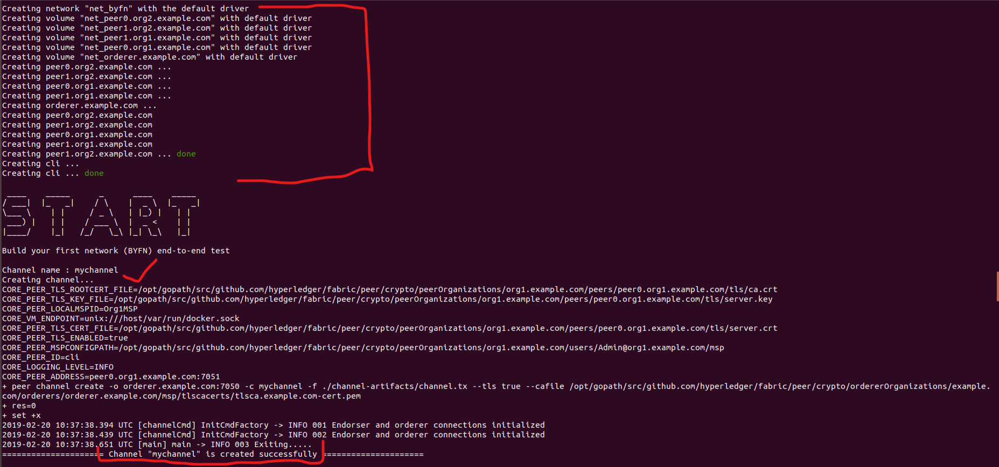 Creating network "net_byfn" with the default driver
Creating volume "net_peer0.org2.example.com" with default driver
Creating volume "net_peer1.org2.example.com" with default driver
Creating volume "net_peer1.org1.example.com" with default driver
Creating volume "net_peer0.org1.example.com" with default driver
Creating volume "net_orderer.example.com" with default driver
Creating peer0.org2.example.com ...
Creating peer1.org2.example.com ...
Creating peer0.org1.example.com ...
Creating peer1.org1.example.com ...
Creating orderer.example.com ...
Creating peer0.org2.example.com
Creating peer1.org2.example.com
Creating peer0.org1.example.com
Creating peer1.org1.example.com
Creating peer1.org2.example.com ... done
Creating cli ...
Creating cli ... done
START
Build your first network (BYFN) end-to-end test
Channel name : mychannel
Creating channel...
CORE_PEER_TLS_ROOTCERT_FILE=/opt/gopath/src/github.com/hyperledger/fabric/peer/crypto/peerOrganizations/org1.example.com/peers/peer0.org1.example.com/tls/ca.crt
CORE_PEER_TLS_KEY_FILE=/opt/gopath/src/github.com/hyperledger/fabric/peer/crypto/peerOrganizations/org1.example.com/peers/peer0.org1.example.com/tls/server.key
CORE_PEER_LOCALMSPID=Org1MSP
CORE_VM_ENDPOINT=unix:///host/var/run/docker.sock
CORE_PEER_TLS_CERT_FILE=/opt/gopath/src/github.com/hyperledger/fabric/peer/crypto/peerOrganizations/org1.example.com/peers/peer0.org1.example.com/tls/server.crt
CORE_PEER_TLS_ENABLED=true
CORE_PEER_MSPCONFIGPATH=/opt/gopath/src/github.com/hyperledger/fabric/peer/crypto/peerOrganizations/org1.example.com/users/Admin@org1.example.com/msp
CORE_PEER_ID=cli
CORE_LOGGING_LEVEL=INFO
CORE_PEER_ADDRESS=peer0.org1.example.com:7051
+ peer channel create -o orderer.example.com:7050 -c mychannel -f ./channel-artifacts/channel.tx --tls true --cafile /opt/gopath/src/github.com/hyperledger/fabric/peer/crypto/ordererOrganizations/example.
com/orderers/orderer.example.com/msp/tlscacerts/tlsca.example.com-cert.pem
+ res=0
+ set +x
2019-02-20 10:37:38.394 UTC [channelCmd] InitCmdFactory -> INFO 001 Endorser and orderer connections initialized
2019-02-20 10:37:38.439 UTC [channelCmd] InitCmdFactory -> INFO 002 Endorser and orderer connections initialized
2019-02-20 10:37:38.651 UTC [main] main -> INFO 003 Exiting.....
===================== Channel "mychannel" is created successfully =====================